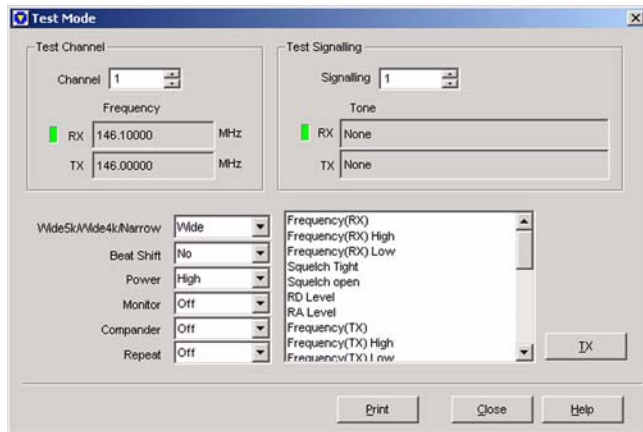 Test Mode
Test Channel
Channel 1
Frequency
RX 146.10000 MHz
TX 146.00000 MHz
Test Signalling
Signalling 1
Tone
RX None
TX None
Wide5k/Wide4k/Narrow Wide
Beat Shift No
Power High
Monitor Off
Compander Off
Repeat Off
Frequency(RX)
Frequency(RX) High
Frequency(RX) Low
Squelch Tight
Squelch open
RD Level
RA Level
Frequency(TX)
Frequency(TX) High
Frequency(TX) Low
TX
Print
Close
Help